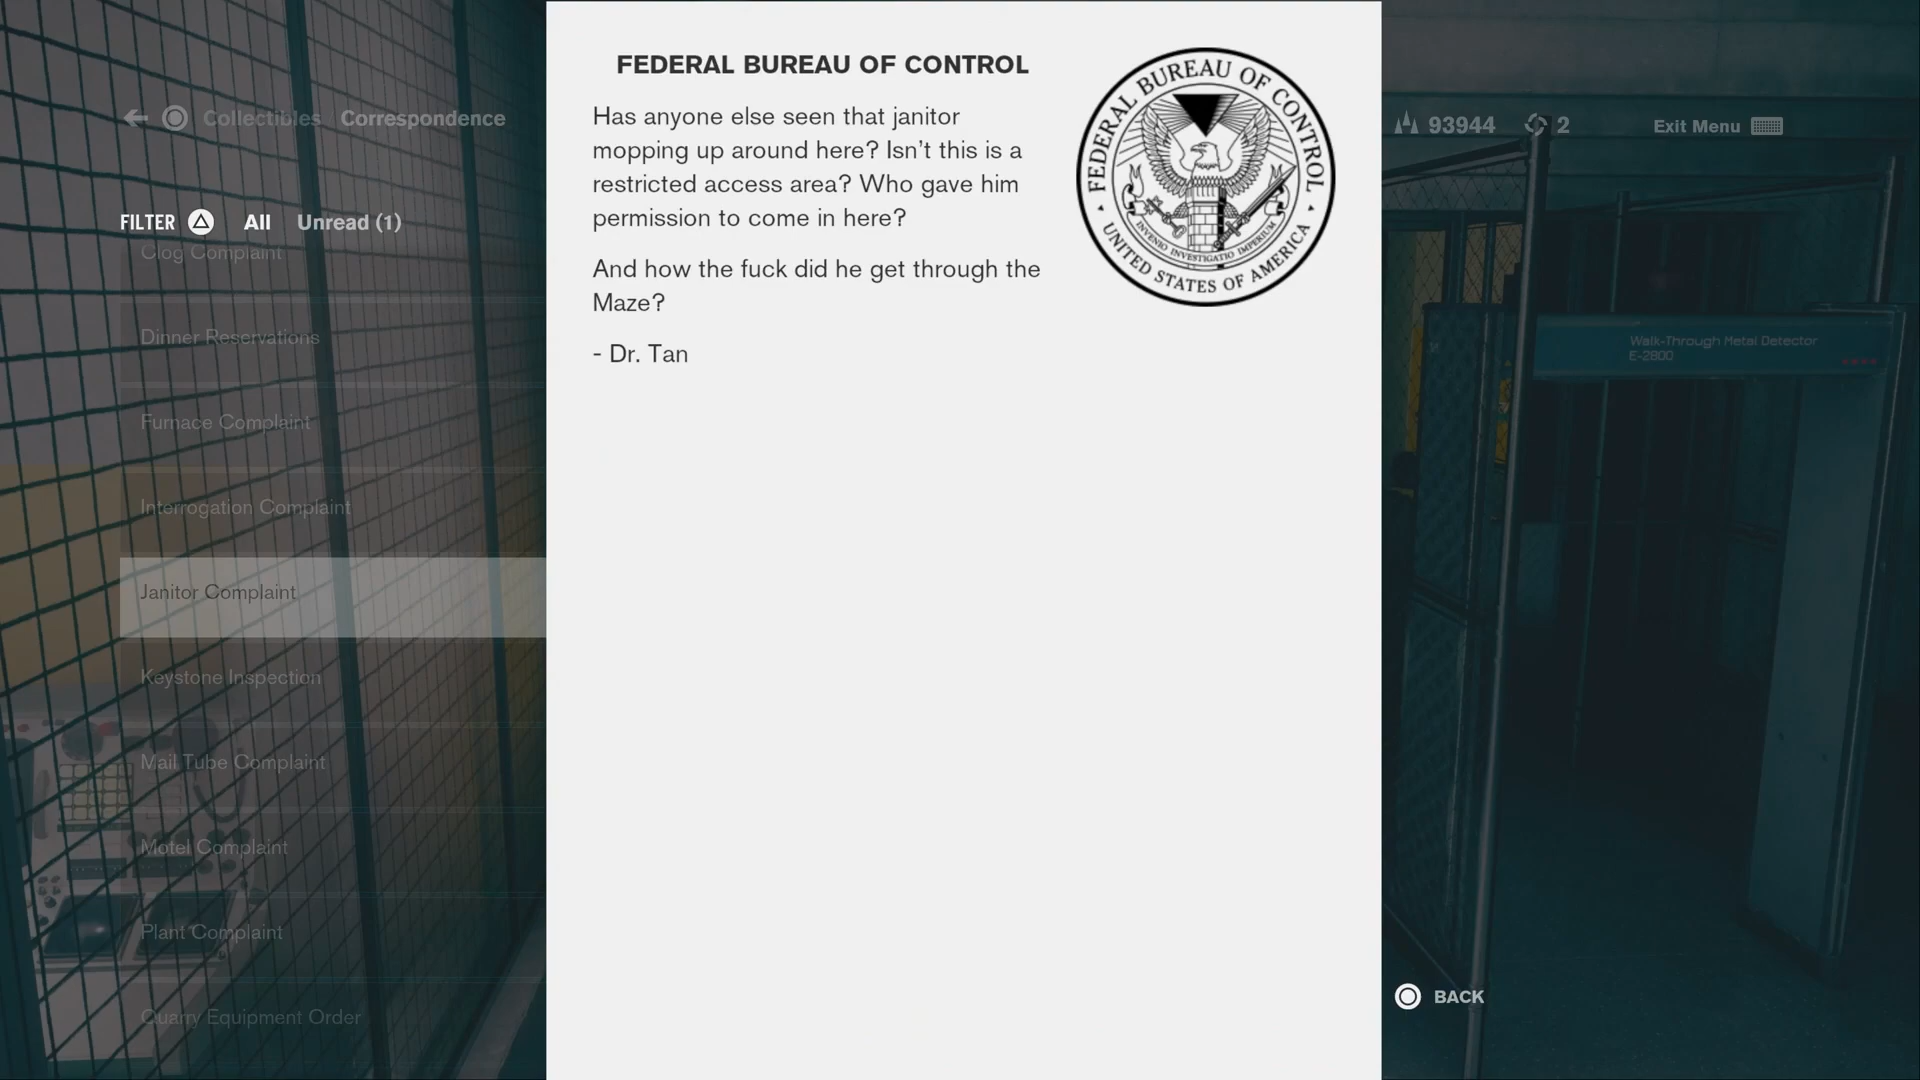 FEDERAL BUREAU OF CONTROL
Has anyone else seen that janitor
mopping up around here? Isn't this is a
restricted access area? Who gave him
permission to come in here?
And how the fuck did he get through the
Maze?
- Dr. Tan
FEDERAL BUREAU OF CONTROL
INVENIO INVESTIGATIO IMPERIUM
UNITED STATES OF AMERICA
Collectibles / Correspondence
FILTER All Unread (1)
Clog Complaint
Dinner Reservations
Furnace Complaint
Interrogation Complaint
Janitor Complaint
Keystone Inspection
Mail Tube Complaint
Motel Complaint
Plant Complaint
Quarry Equipment Order
93944 2 Exit Menu
Walk-Through Metal Detector
E-2800
BACK